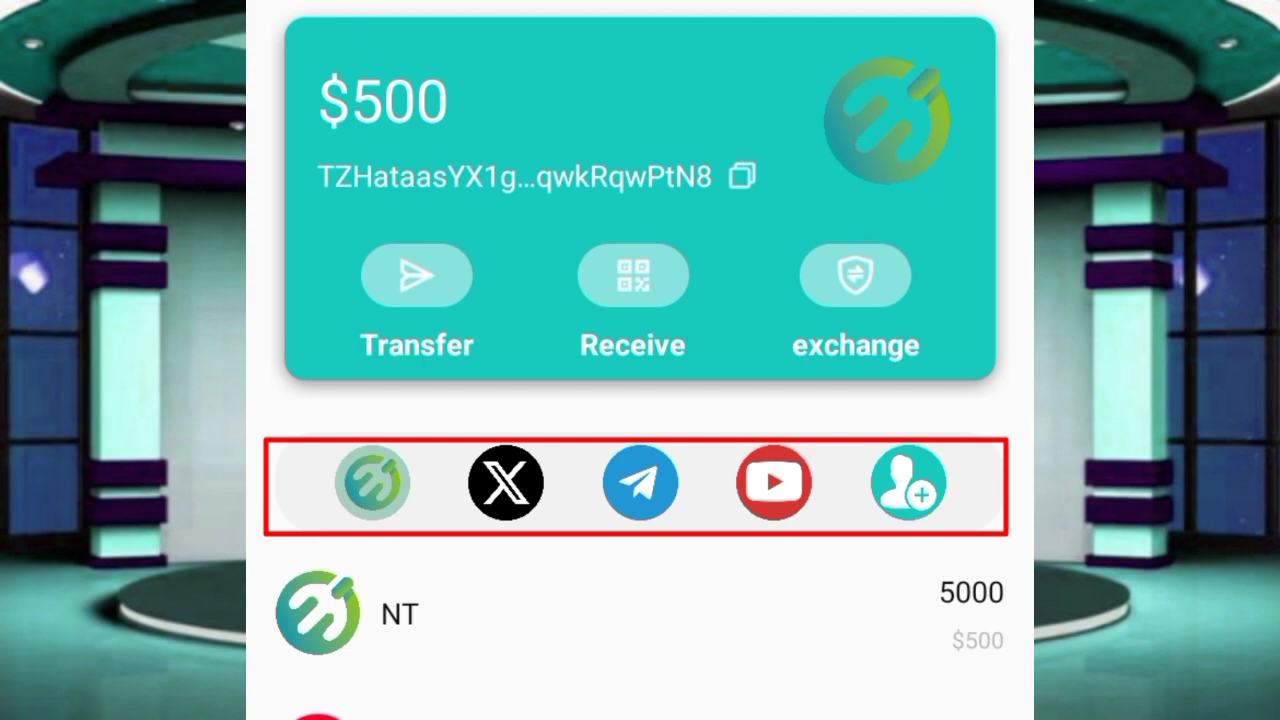 $500
TZHataasYX1g...qwkRqwPtN8
Transfer
Receive
exchange
5000
NT
$500